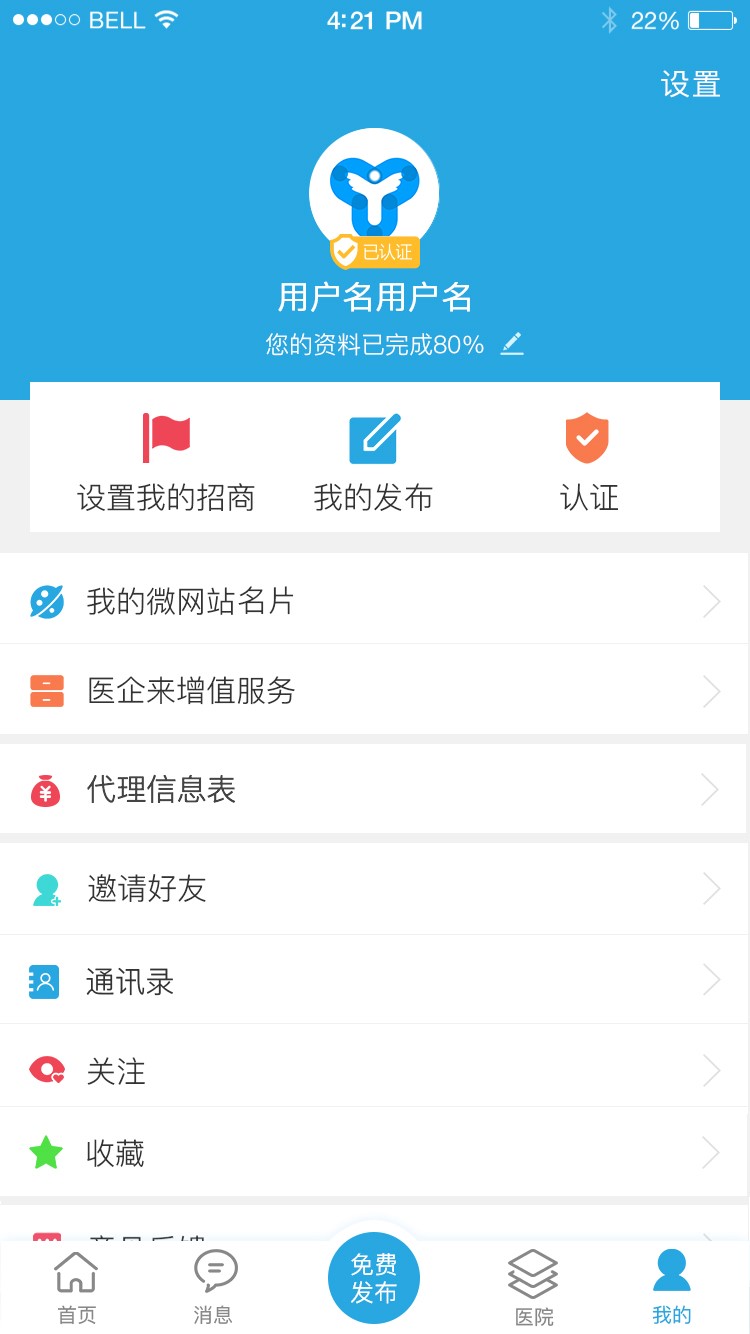 BELL 4:21 PM 22%
设置
已认证
用户名用户名
您的资料已完成80%
设置我的招商 我的发布 认证
我的微网站名片
医企来增值服务
代理信息表
邀请好友
通讯录
关注
收藏
意见反馈
免费
发布
首页 消息 医院 我的